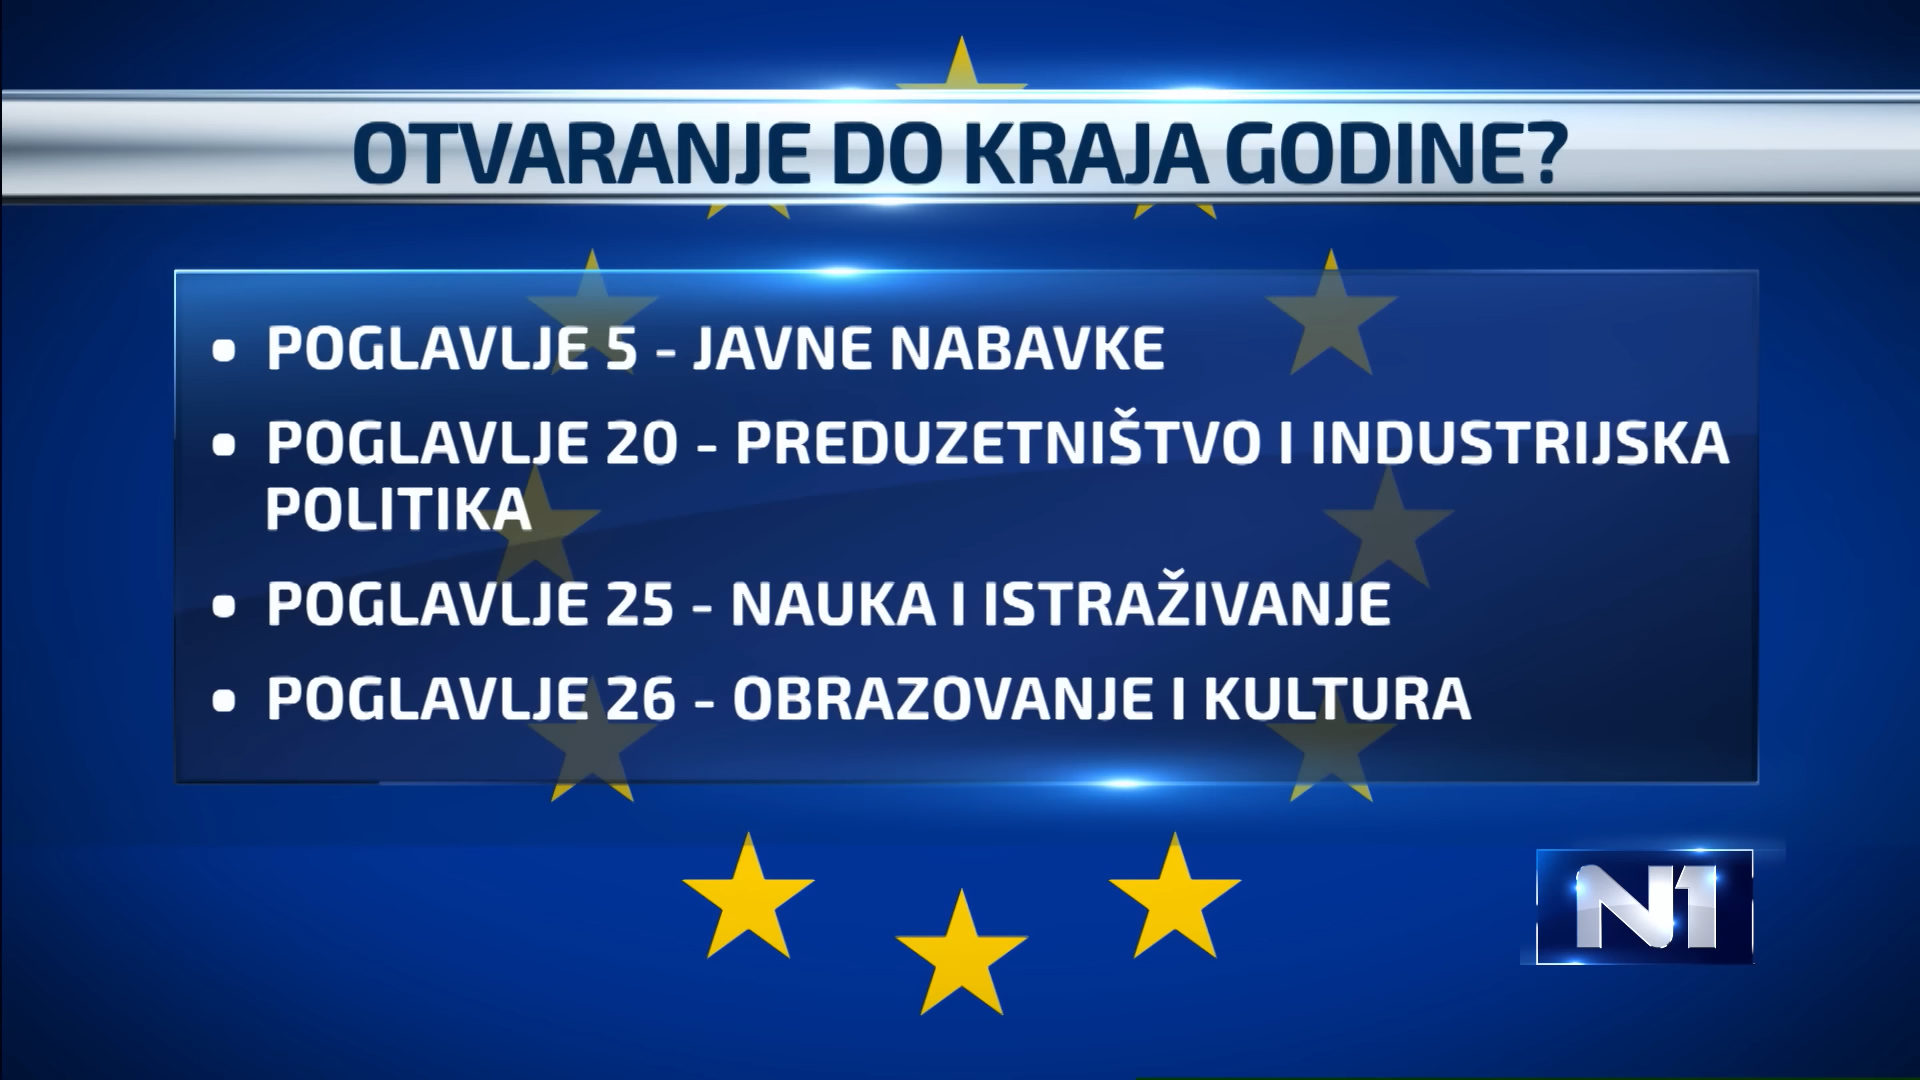 OTVARANJE DO KRAJA GODINE?
• POGLAVLJE 5 - JAVNE NABAVKE
• POGLAVLJE 20 - PREDUZETNIŠTVO I INDUSTRIJSKA
POLITIKA
• POGLAVLJE 25 - NAUKA I ISTRAŽIVANJE
• POGLAVLJE 26 - OBRAZOVANJE I KULTURA
N1